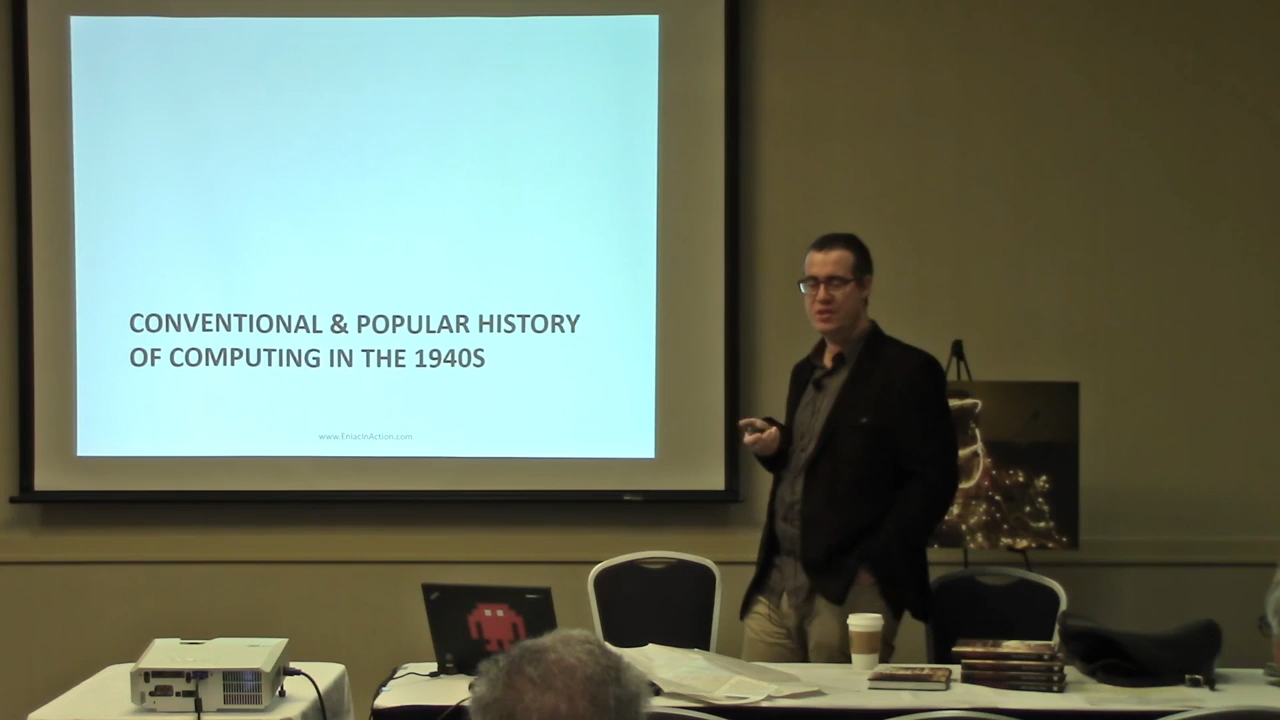 CONVENTIONAL & POPULAR HISTORY
OF COMPUTING IN THE 1940S
www.EniacInAction.com